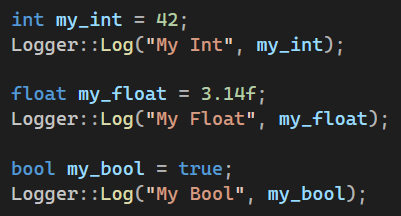 int my_int = 42;
Logger::Log("My Int", my_int);
float my_float = 3.14f;
Logger::Log("My Float", my_float);
bool my_bool = true;
Logger::Log("My Bool", my_bool);